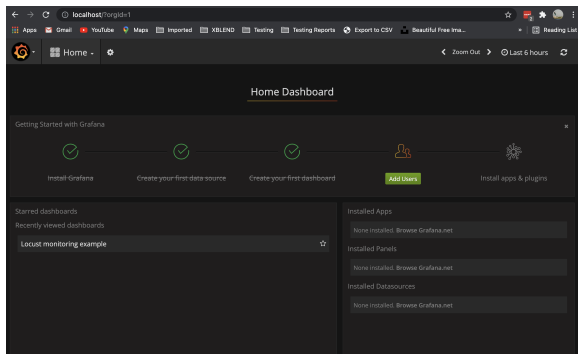 localhost/?orgId=1
Apps Gmail YouTube Maps Imported XBLEND Testing Testing Reports Export to CSV Beautiful Free Ima... » Reading List
Home Zoom Out Last 6 hours
Home Dashboard
Getting Started with Grafana
Install Grafana Create your first data source Create your first dashboard Add Users Install apps & plugins
Starred dashboards
Recently viewed dashboards
Locust monitoring example
Installed Apps
None installed. Browse Grafana.net
Installed Panels
None installed. Browse Grafana.net
Installed Datasources
None installed. Browse Grafana.net